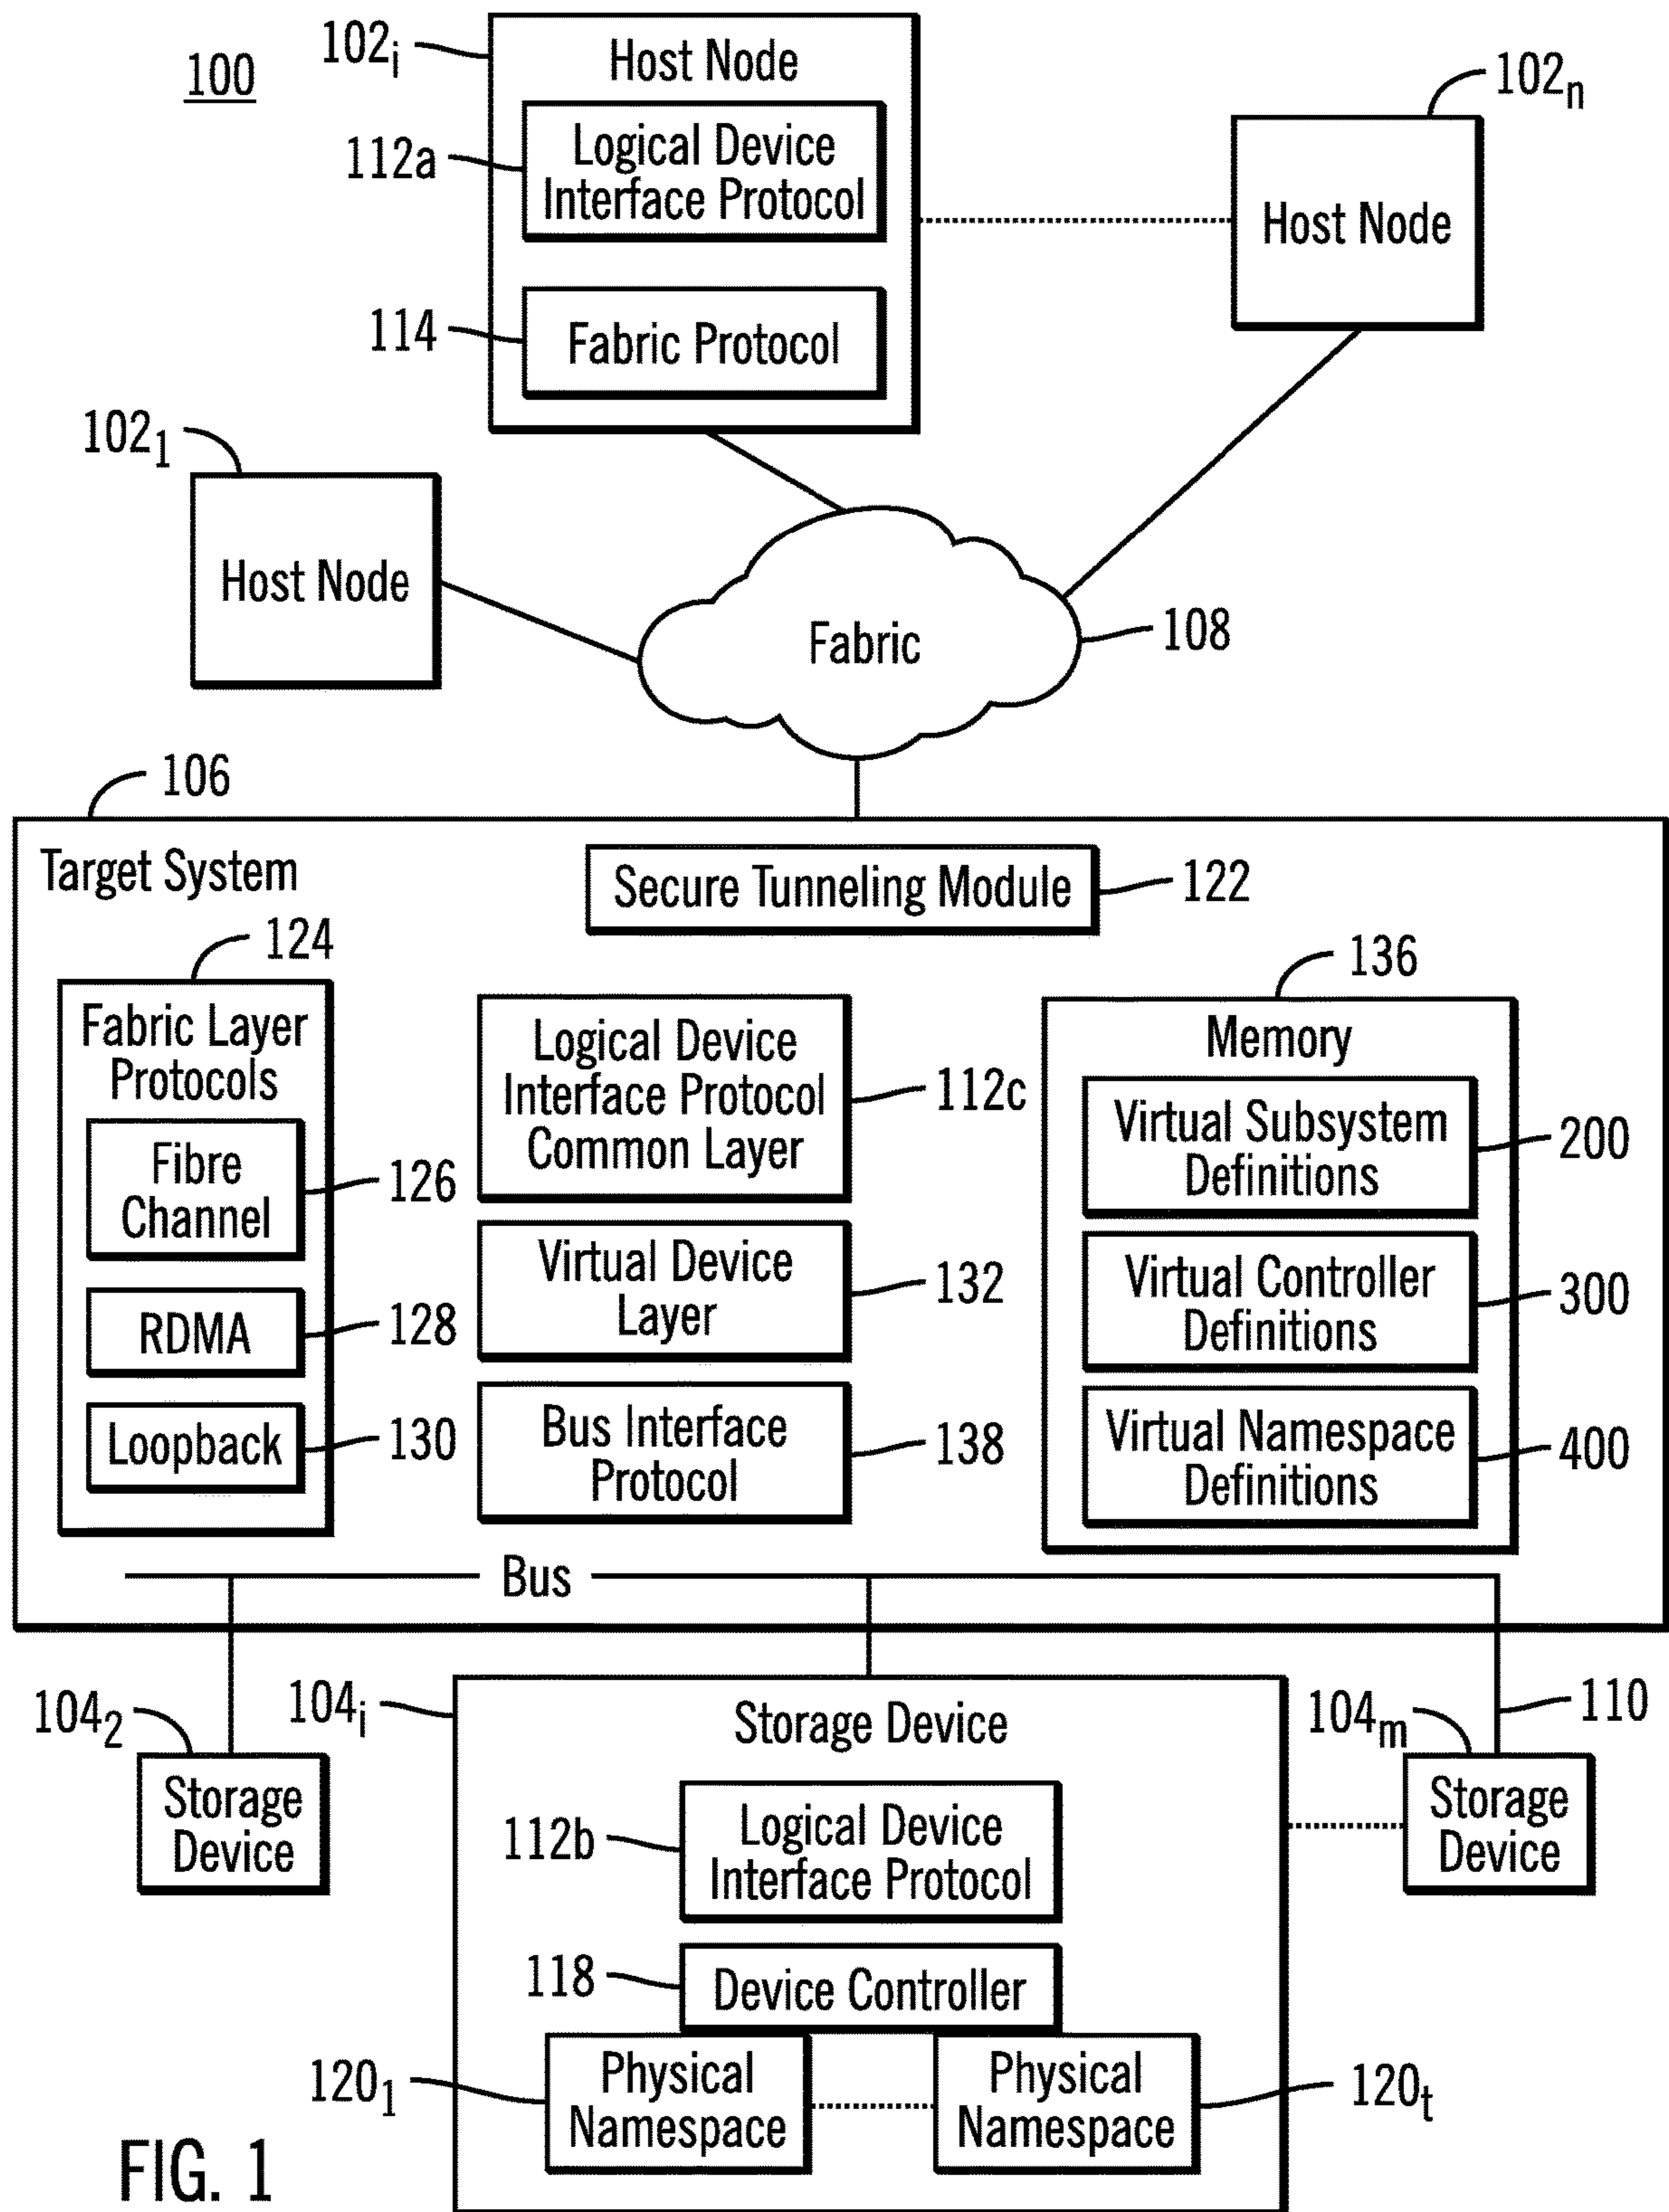 100
102i
Host Node
112a
Logical Device
Interface Protocol
114
Fabric Protocol
102n
Host Node
1021
Host Node
Fabric
108
106
Target System
Secure Tunneling Module
122
124
Fabric Layer
Protocols
Fibre
Channel
126
RDMA
128
Loopback
130
Logical Device
Interface Protocol
Common Layer
112c
Virtual Device
Layer
132
Bus Interface
Protocol
138
136
Memory
Virtual Subsystem
Definitions
200
Virtual Controller
Definitions
300
Virtual Namespace
Definitions
400
Bus
1042
Storage
Device
104i
Storage Device
112b
Logical Device
Interface Protocol
118
Device Controller
1201
Physical
Namespace
Physical
Namespace
120t
104m
110
Storage
Device
FIG. 1